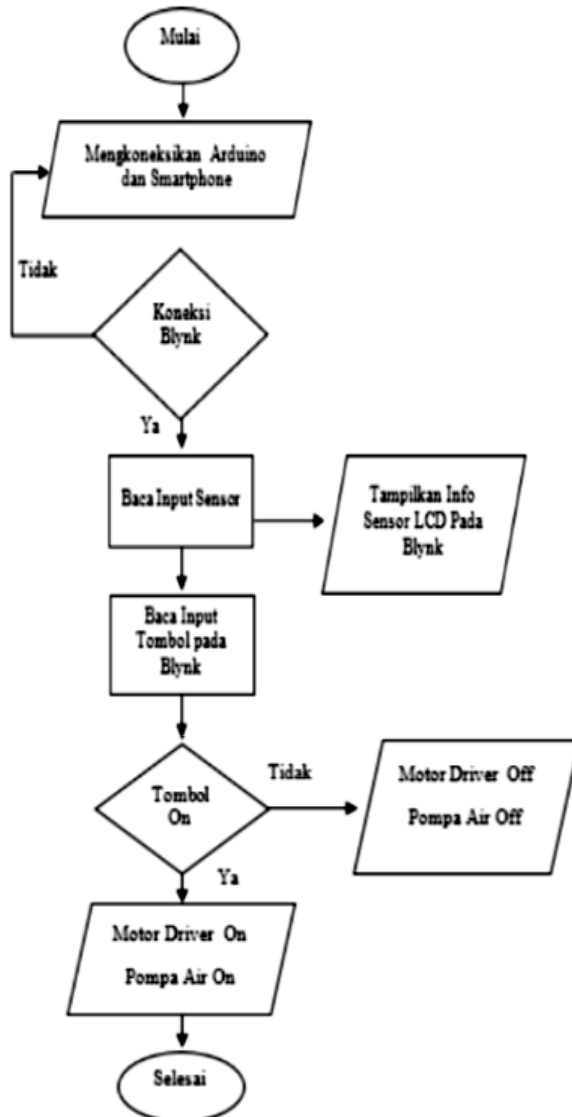 Mulai
Mengkoneksikan Arduino
dan Smartphone
Tidak
Koneksi
Blynk
Ya
Baca Input Sensor
Tampilkan Info
Sensor LCD Pada
Blynk
Baca Input
Tombol pada
Blynk
Tombol
On
Tidak
Motor Driver Off
Pompa Air Off
Ya
Motor Driver On
Pompa Air On
Selesai